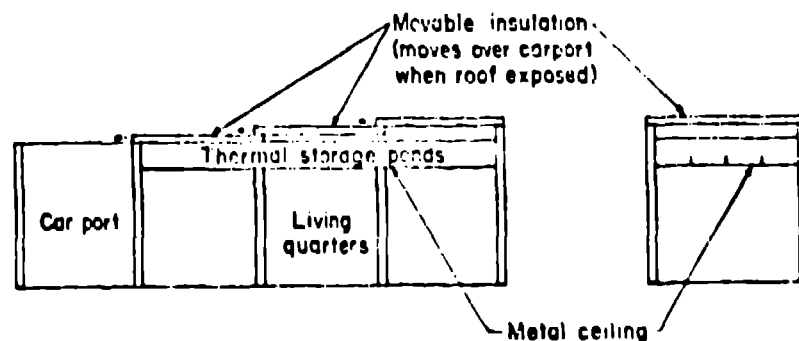 Movable insulation
(moves over carport
when roof exposed)
Thermal storage ponds
Car port
Living
quarters
Metal ceiling